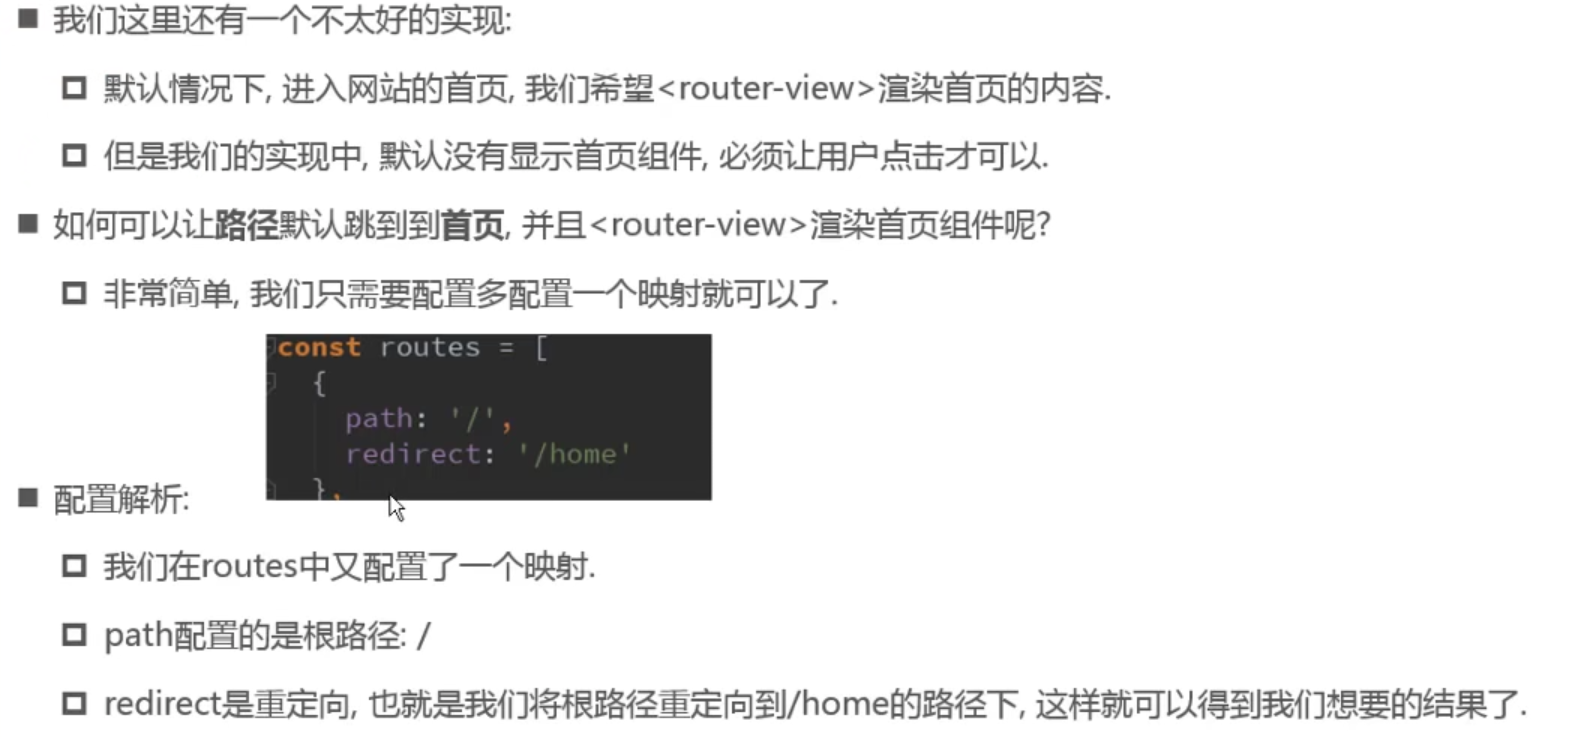 我们这里还有一个不太好的实现:
默认情况下, 进入网站的首页, 我们希望<router-view>渲染首页的内容.
但是我们的实现中, 默认没有显示首页组件, 必须让用户点击才可以.
如何可以让路径默认跳到到首页, 并且<router-view>渲染首页组件呢?
非常简单, 我们只需要配置多配置一个映射就可以了.
const routes = [
{
path: '/',
redirect: '/home'
},
配置解析:
我们在routes中又配置了一个映射.
path配置的是根路径: /
redirect是重定向, 也就是我们将根路径重定向到/home的路径下, 这样就可以得到我们想要的结果了.